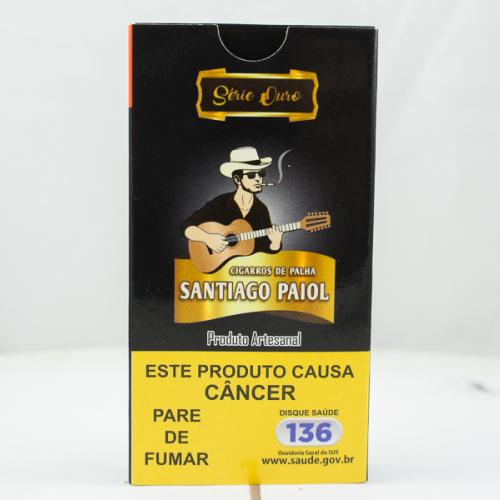 Série Ouro
CIGARROS DE PALHA
SANTIAGO PAIOL
Produto Artesanal
ESTE PRODUTO CAUSA
CÂNCER
PARE
DE
FUMAR
DISQUE SAÚDE
136
Ouvidoria Geral do SUS
www.saude.gov.br